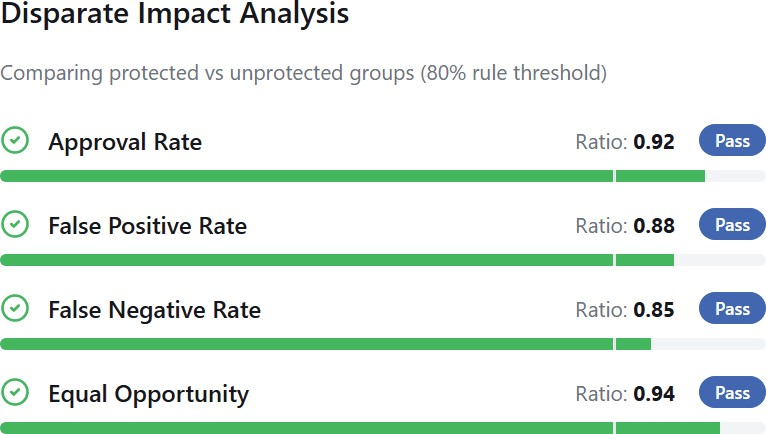 Disparate Impact Analysis
Comparing protected vs unprotected groups (80% rule threshold)
Approval Rate Ratio: 0.92 Pass
False Positive Rate Ratio: 0.88 Pass
False Negative Rate Ratio: 0.85 Pass
Equal Opportunity Ratio: 0.94 Pass